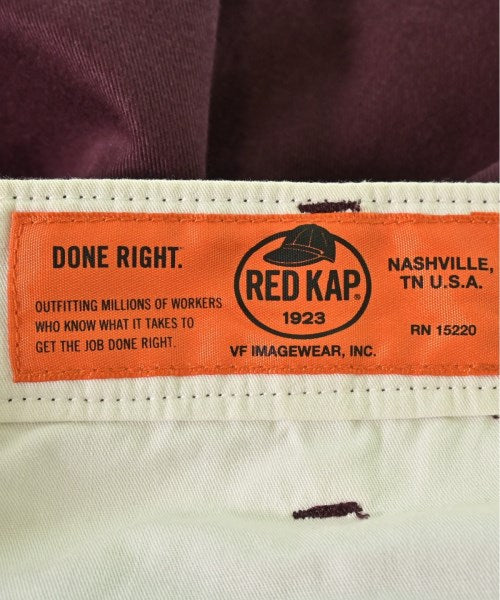 DONE RIGHT.
OUTFITTING MILLIONS OF WORKERS
WHO KNOW WHAT IT TAKES TO
GET THE JOB DONE RIGHT.
RED KAP®
1923
VF IMAGEWEAR, INC.
NASHVILLE,
TN U.S.A.
RN 15220